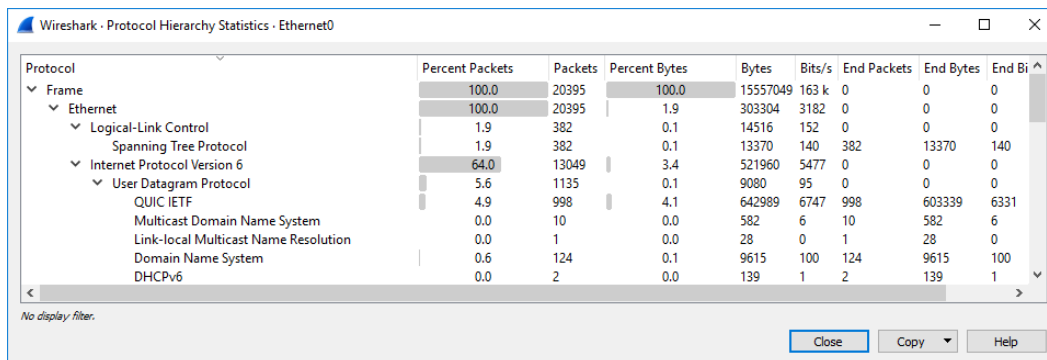 Wireshark · Protocol Hierarchy Statistics · Ethernet0
Protocol Percent Packets Packets Percent Bytes Bytes Bits/s End Packets End Bytes End Bi
Frame 100.0 20395 100.0 15557049 163 k 0 0 0
Ethernet 100.0 20395 1.9 303304 3182 0 0 0
Logical-Link Control 1.9 382 0.1 14516 152 0 0 0
Spanning Tree Protocol 1.9 382 0.1 13370 140 382 13370 140
Internet Protocol Version 6 64.0 13049 3.4 521960 5477 0 0 0
User Datagram Protocol 5.6 1135 0.1 9080 95 0 0 0
QUIC IETF 4.9 998 4.1 642989 6747 998 603339 6331
Multicast Domain Name System 0.0 10 0.0 582 6 10 582 6
Link-local Multicast Name Resolution 0.0 1 0.0 28 0 1 28 0
Domain Name System 0.6 124 0.1 9615 100 124 9615 100
DHCPv6 0.0 2 0.0 139 1 2 139 1
No display filter.
Close Copy Help